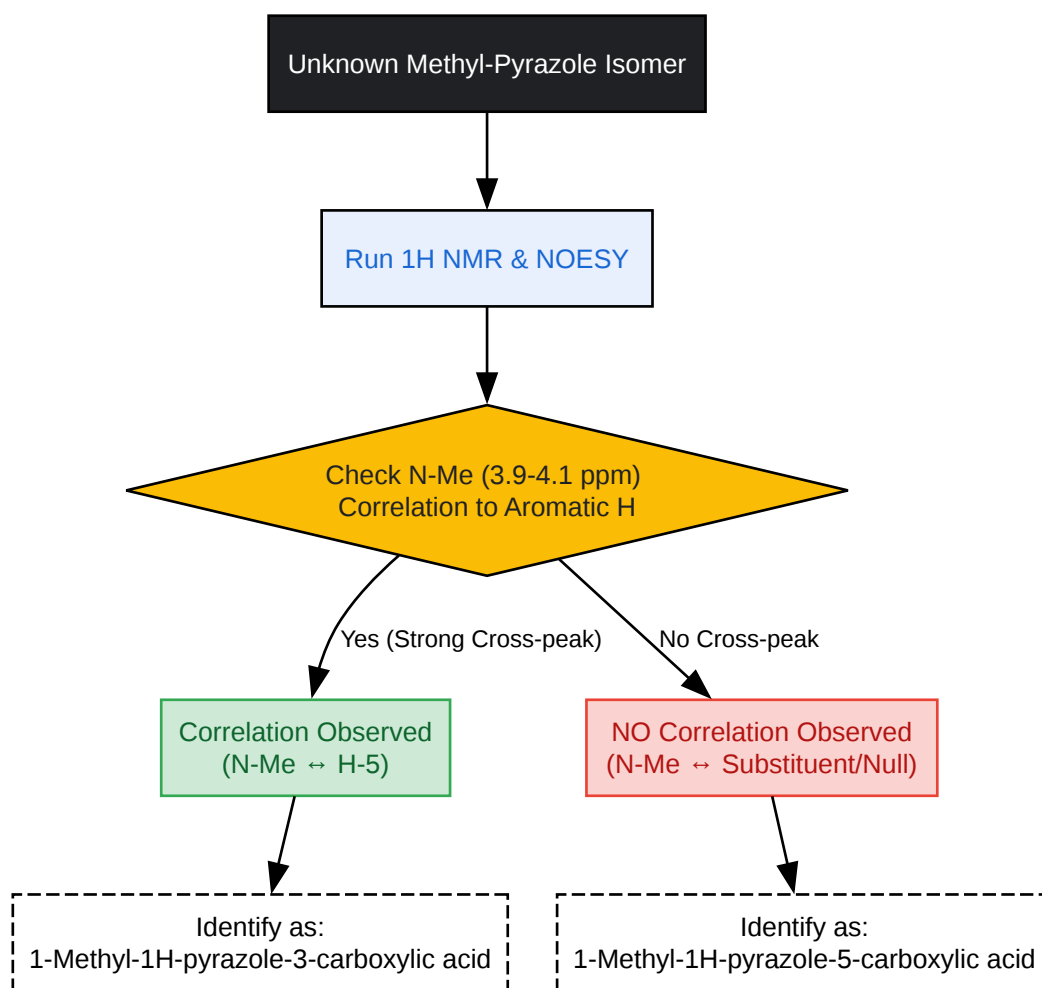 Unknown Methyl-Pyrazole Isomer
Run 1H NMR & NOESY
Check N-Me (3.9-4.1 ppm)
Correlation to Aromatic H
Yes (Strong Cross-peak)
No Cross-peak
Correlation Observed
(N-Me ↔ H-5)
NO Correlation Observed
(N-Me ↔ Substituent/Null)
Identify as:
1-Methyl-1H-pyrazole-3-carboxylic acid
Identify as:
1-Methyl-1H-pyrazole-5-carboxylic acid